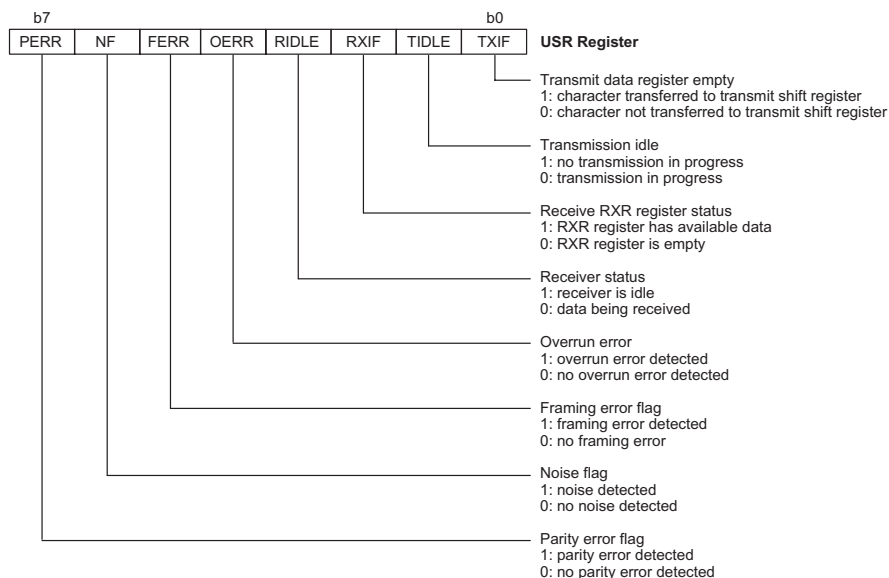 b7 b0
PERR NF FERR OERR RIDLE RXIF TIDLE TXIF USR Register
Transmit data register empty
1: character transferred to transmit shift register
0: character not transferred to transmit shift register
Transmission idle
1: no transmission in progress
0: transmission in progress
Receive RXR register status
1: RXR register has available data
0: RXR register is empty
Receiver status
1: receiver is idle
0: data being received
Overrun error
1: overrun error detected
0: no overrun error detected
Framing error flag
1: framing error detected
0: no framing error
Noise flag
1: noise detected
0: no noise detected
Parity error flag
1: parity error detected
0: no parity error detected